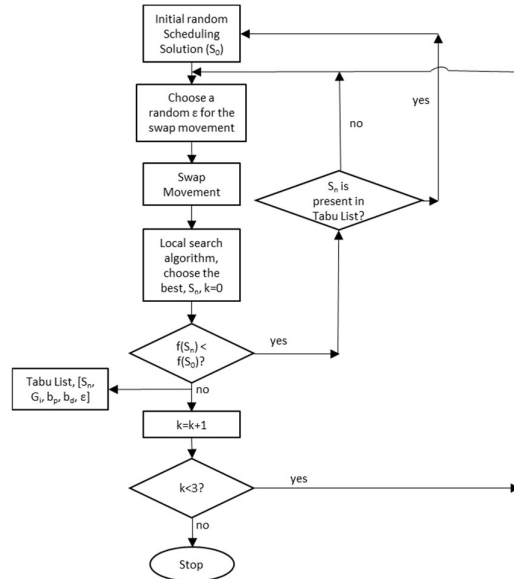 Initial random
Scheduling
Solution (S₀)
Choose a
random ε for the
swap movement
yes
no
Swap
Movement
Sₙ is
present in
Tabu List?
Local search
algorithm,
choose the
best, Sₙ, k=0
f(Sₙ) <
f(S₀)?
yes
Tabu List, [Sₙ,
Gᵢ, bₚ, b_d, ε]
no
k=k+1
k<3?
yes
no
Stop